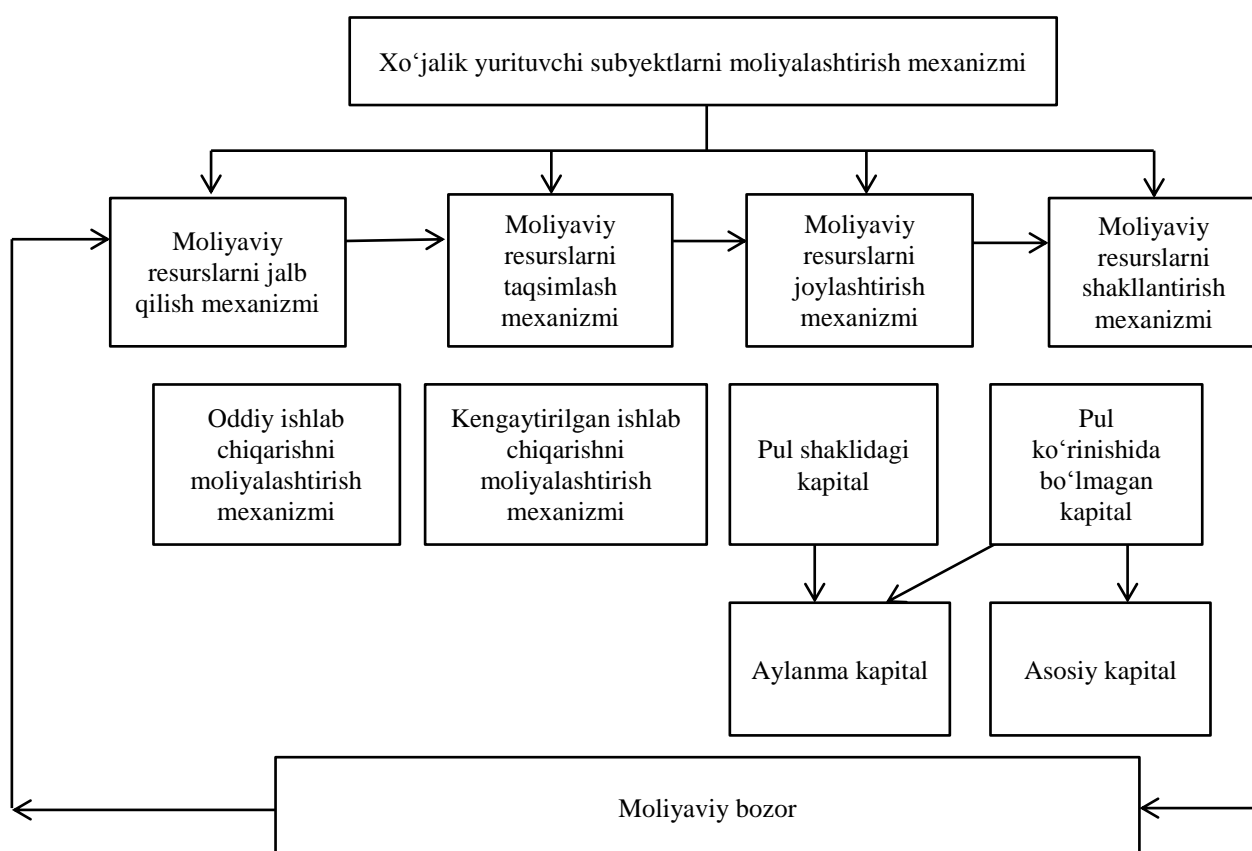 Xo‘jalik yurituvchi subyektlarni moliyalashtirish mexanizmi
Moliyaviy
resurslarni jalb
qilish mexanizmi
Moliyaviy
resurslarni
taqsimlash
mexanizmi
Moliyaviy
resurslarni
joylashtirish
mexanizmi
Moliyaviy
resurslarni
shakllantirish
mexanizmi
Oddiy ishlab
chiqarishni
moliyalashtirish
mexanizmi
Kengaytirilgan ishlab
chiqarishni
moliyalashtirish
mexanizmi
Pul shaklidagi
kapital
Pul
ko‘rinishida
bo‘lmagan
kapital
Aylanma kapital
Asosiy kapital
Moliyaviy bozor